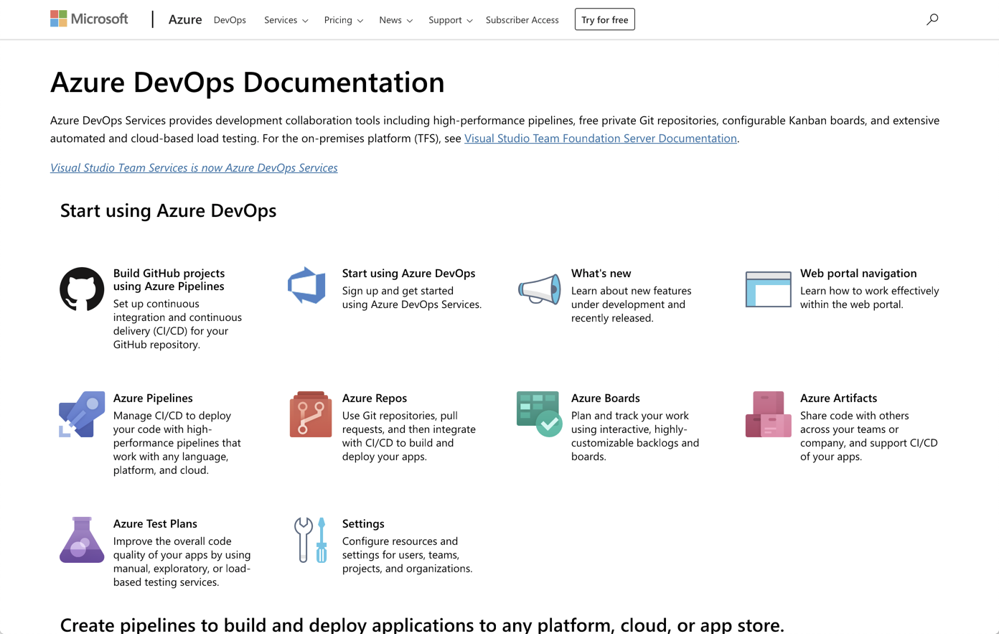 Microsoft
Azure
DevOps
Services
Pricing
News
Support
Subscriber Access
Try for free
Azure DevOps Documentation
Azure DevOps Services provides development collaboration tools including high-performance pipelines, free private Git repositories, configurable Kanban boards, and extensive
automated and cloud-based load testing. For the on-premises platform (TFS), see Visual Studio Team Foundation Server Documentation.
Visual Studio Team Services is now Azure DevOps Services
Start using Azure DevOps
Build GitHub projects
using Azure Pipelines
Set up continuous
integration and continuous
delivery (CI/CD) for your
GitHub repository.
Start using Azure DevOps
Sign up and get started
using Azure DevOps Services.
What's new
Learn about new features
under development and
recently released.
Web portal navigation
Learn how to work effectively
within the web portal.
Azure Pipelines
Manage CI/CD to deploy
your code with high-
performance pipelines that
work with any language,
platform, and cloud.
Azure Repos
Use Git repositories, pull
requests, and then integrate
with CI/CD to build and
deploy your apps.
Azure Boards
Plan and track your work
using interactive, highly-
customizable backlogs and
boards.
Azure Artifacts
Share code with others
across your teams or
company, and support CI/CD
of your apps.
Azure Test Plans
Improve the overall code
quality of your apps by using
manual, exploratory, or load-
based testing services.
Settings
Configure resources and
settings for users, teams,
projects, and organizations.
Create pipelines to build and deploy applications to any platform, cloud, or app store.